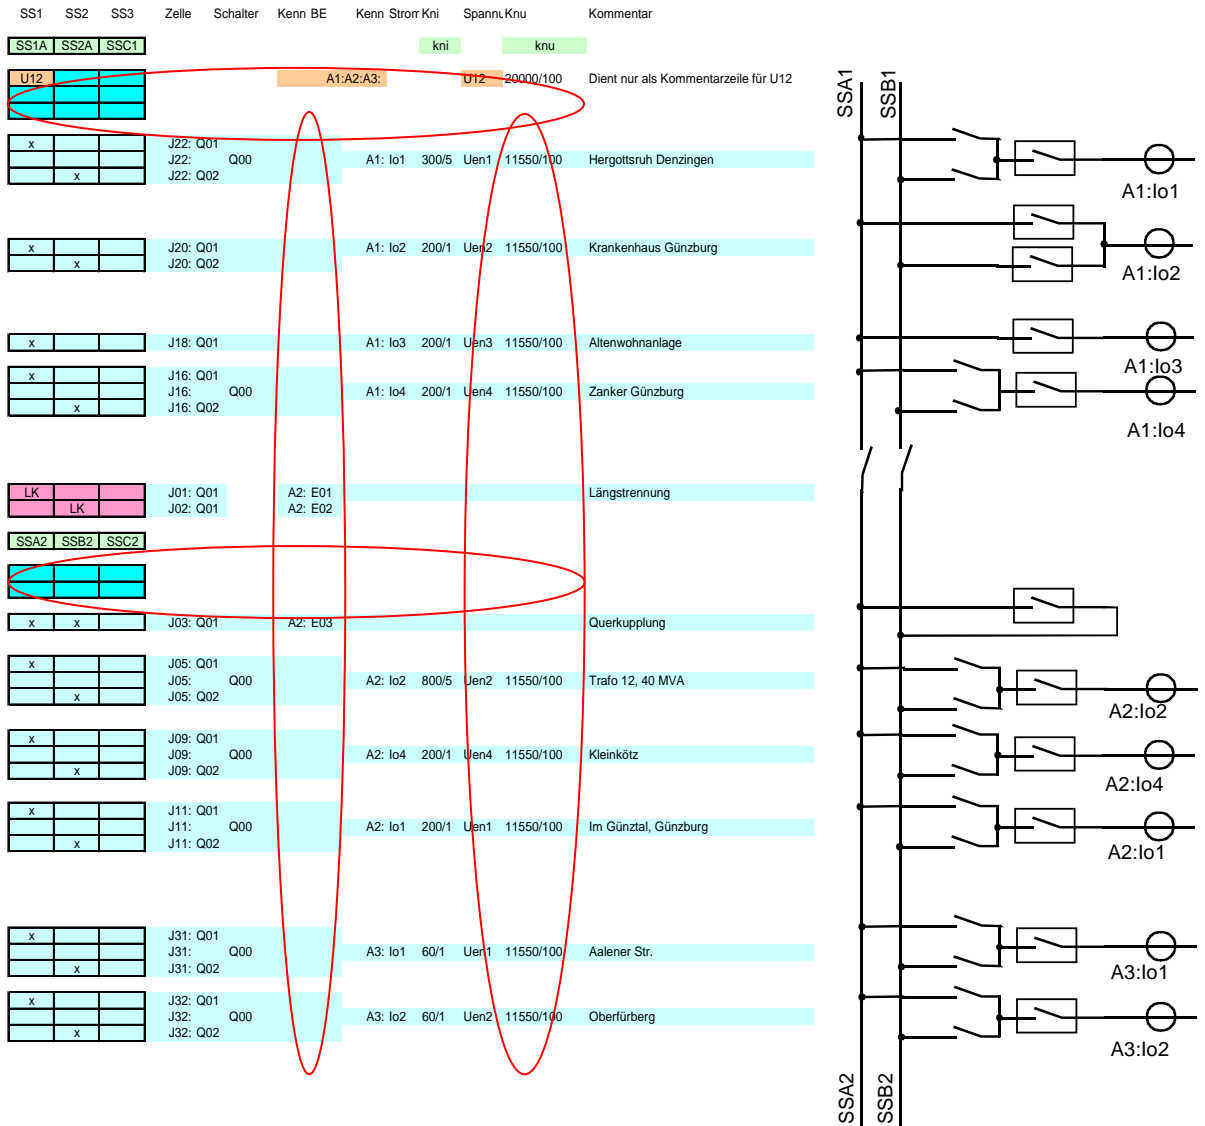 SS1 SS2 SS3 Zelle Schalter Kenn BE Kenn Strom Kni Spannu Knu Kommentar
SS1A SS2A SSC1 kni knu
U12 A1:A2:A3: U12 20000/100 Dient nur als Kommentarzeile für U12
x J22: Q01
J22: Q00 A1: Io1 300/5 Uen1 11550/100 Hergottsruh Denzingen
x J22: Q02
x J20: Q01 A1: Io2 200/1 Uen2 11550/100 Krankenhaus Günzburg
x J20: Q02
x J18: Q01 A1: Io3 200/1 Uen3 11550/100 Altenwohnanlage
x J16: Q01
J16: Q00 A1: Io4 200/1 Uen4 11550/100 Zanker Günzburg
x J16: Q02
LK J01: Q01 A2: E01 Längstrennung
LK J02: Q01 A2: E02
SSA2 SSB2 SSC2
x x J03: Q01 A2: E03 Querkupplung
x J05: Q01
J05: Q00 A2: Io2 800/5 Uen2 11550/100 Trafo 12, 40 MVA
x J05: Q02
x J09: Q01
J09: Q00 A2: Io4 200/1 Uen4 11550/100 Kleinkötz
x J09: Q02
x J11: Q01
J11: Q00 A2: Io1 200/1 Uen1 11550/100 Im Günztal, Günzburg
x J11: Q02
x J31: Q01
J31: Q00 A3: Io1 60/1 Uen1 11550/100 Aalener Str.
x J31: Q02
x J32: Q01
J32: Q00 A3: Io2 60/1 Uen2 11550/100 Oberfürberg
x J32: Q02
SSA1
SSB1
A1:Io1
A1:Io2
A1:Io3
A1:Io4
A2:Io2
A2:Io4
A2:Io1
A3:Io1
A3:Io2
SSA2
SSB2